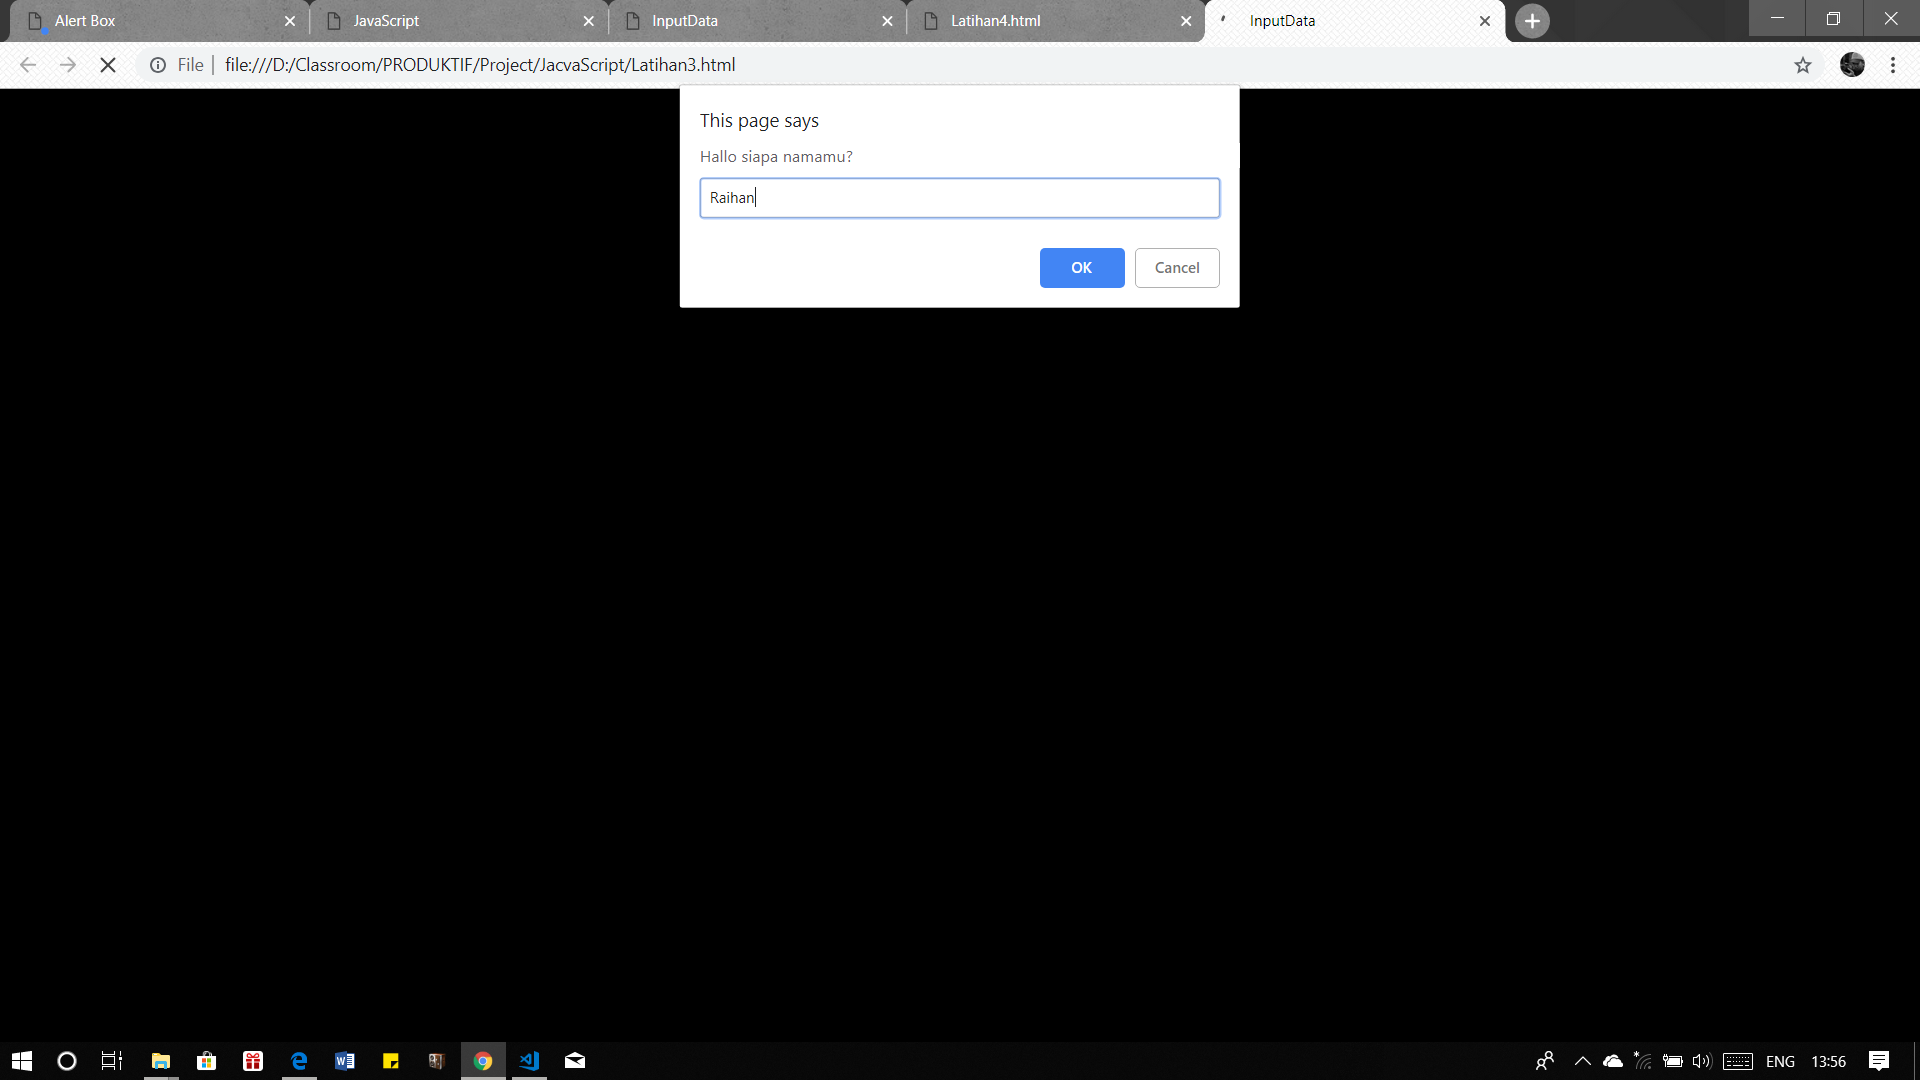 Alert Box
JavaScript
InputData
Latihan4.html
InputData
File
file:///D:/Classroom/PRODUKTIF/Project/JacvaScript/Latihan3.html
This page says
Hallo siapa namamu?
Raihan
OK
Cancel
ENG
13:56